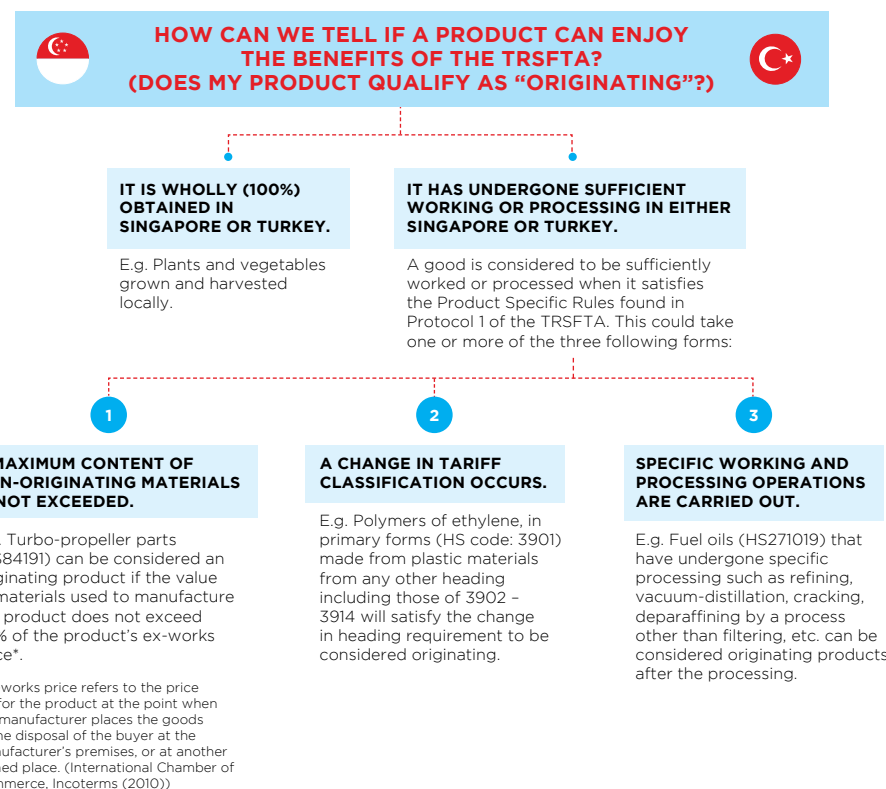 HOW CAN WE TELL IF A PRODUCT CAN ENJOY
THE BENEFITS OF THE TRSFTA?
(DOES MY PRODUCT QUALIFY AS “ORIGINATING”?)
IT IS WHOLLY (100%)
OBTAINED IN
SINGAPORE OR TURKEY.
E.g. Plants and vegetables
grown and harvested
locally.
IT HAS UNDERGONE SUFFICIENT
WORKING OR PROCESSING IN EITHER
SINGAPORE OR TURKEY.
A good is considered to be sufficiently
worked or processed when it satisfies
the Product Specific Rules found in
Protocol 1 of the TRSFTA. This could take
one or more of the three following forms:
1
MAXIMUM CONTENT OF
N-ORIGINATING MATERIALS
NOT EXCEEDED.
. Turbo-propeller parts
S84191) can be considered an
ginating product if the value
materials used to manufacture
product does not exceed
% of the product’s ex-works
ce*.
works price refers to the price
for the product at the point when
manufacturer places the goods
he disposal of the buyer at the
nufacturer’s premises, or at another
ned place. (International Chamber of
mmerce, Incoterms (2010))
2
A CHANGE IN TARIFF
CLASSIFICATION OCCURS.
E.g. Polymers of ethylene, in
primary forms (HS code: 3901)
made from plastic materials
from any other heading
including those of 3902 –
3914 will satisfy the change
in heading requirement to be
considered originating.
3
SPECIFIC WORKING AND
PROCESSING OPERATIONS
ARE CARRIED OUT.
E.g. Fuel oils (HS271019) that
have undergone specific
processing such as refining,
vacuum-distillation, cracking,
deparaffining by a process
other than filtering, etc. can be
considered originating products
after the processing.